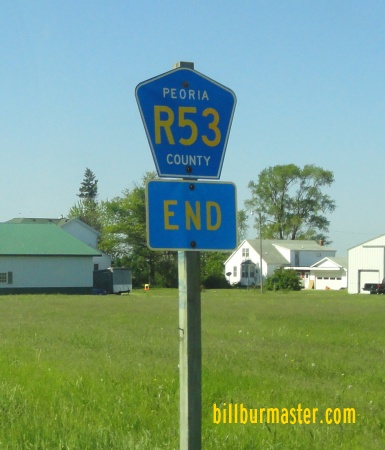 PEORIA
R53
COUNTY
END
billburmaster.com